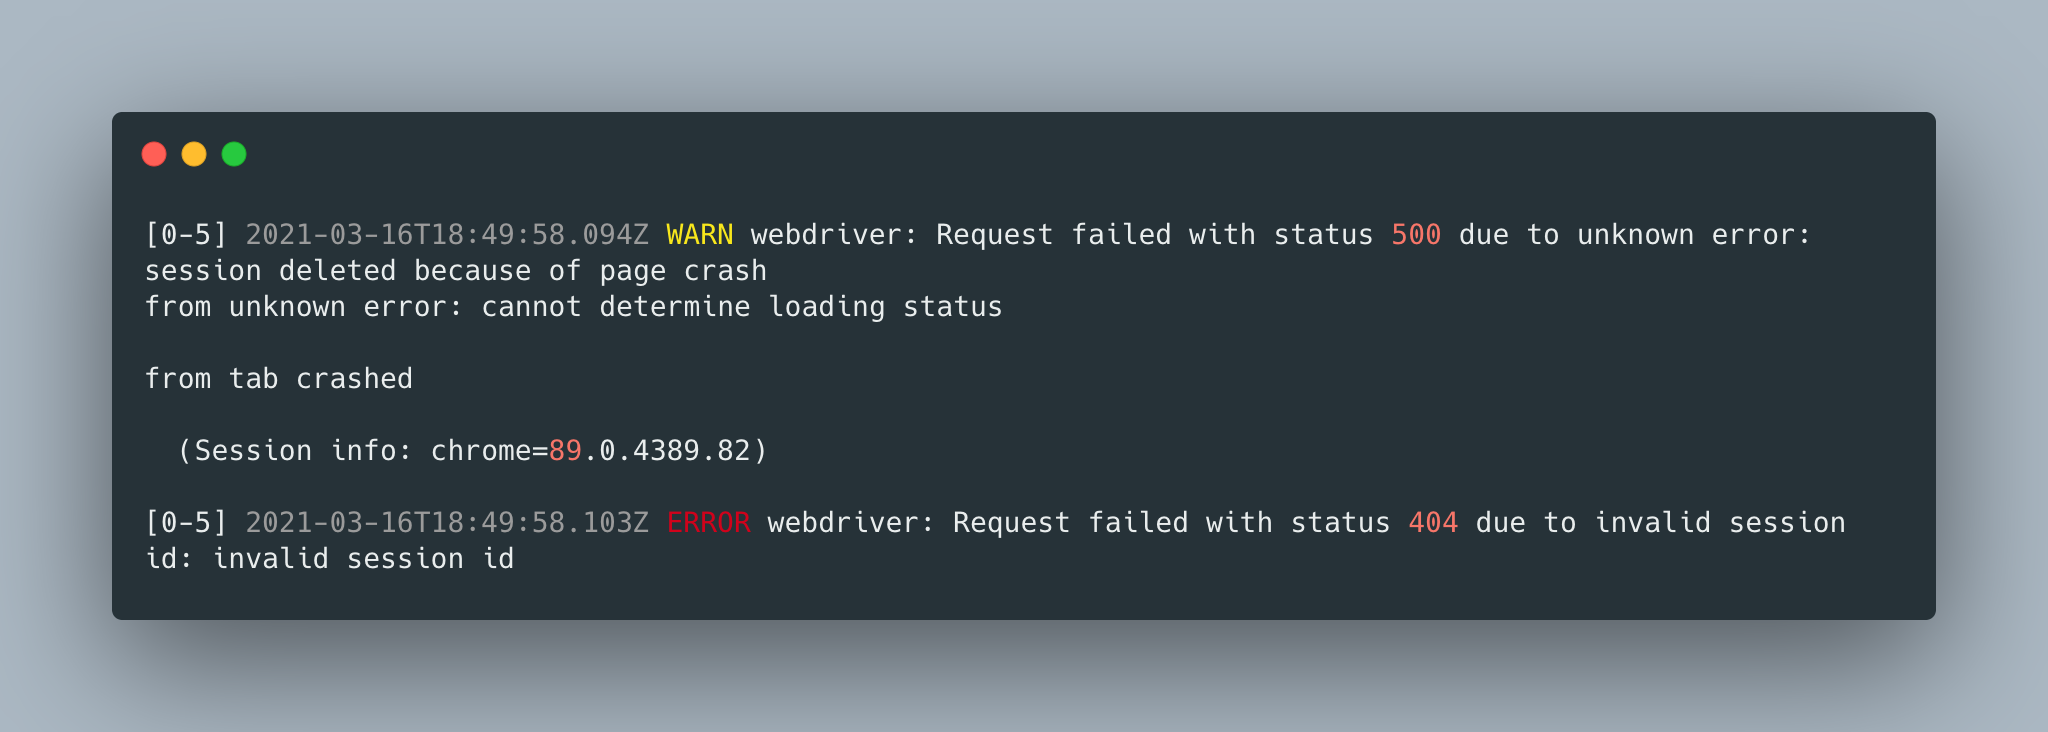 [0-5] 2021-03-16T18:49:58.094Z WARN webdriver: Request failed with status 500 due to unknown error:
session deleted because of page crash
from unknown error: cannot determine loading status
from tab crashed
(Session info: chrome=89.0.4389.82)
[0-5] 2021-03-16T18:49:58.103Z ERROR webdriver: Request failed with status 404 due to invalid session
id: invalid session id